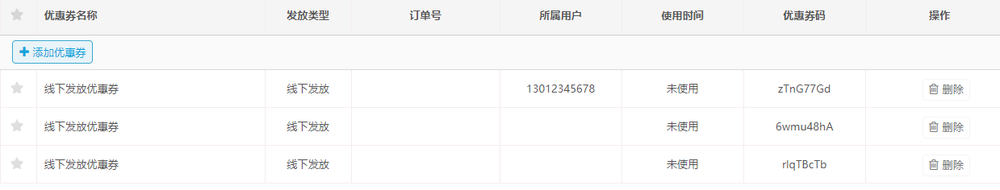 优惠券名称 发放类型 订单号 所属用户 使用时间 优惠券码 操作
添加优惠券
线下发放优惠券 线下发放 13012345678 未使用 zTnG77Gd 删除
线下发放优惠券 线下发放 未使用 6wmu48hA 删除
线下发放优惠券 线下发放 未使用 rlqTBcTb 删除